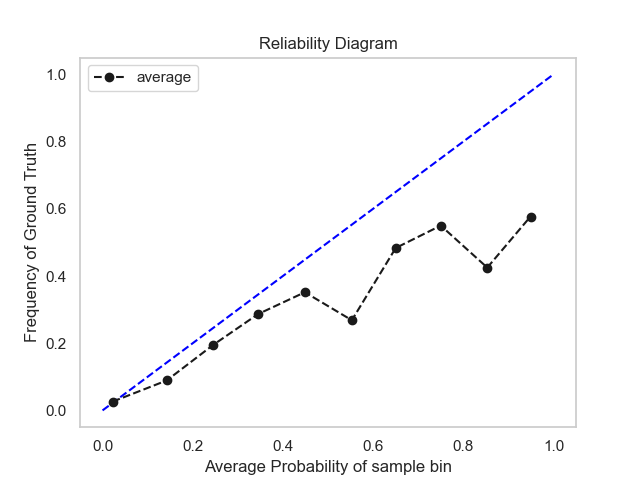 Reliability Diagram
average
Frequency of Ground Truth
1.0
0.8
0.6
0.4
0.2
0.0
0.0 0.2 0.4 0.6 0.8 1.0
Average Probability of sample bin